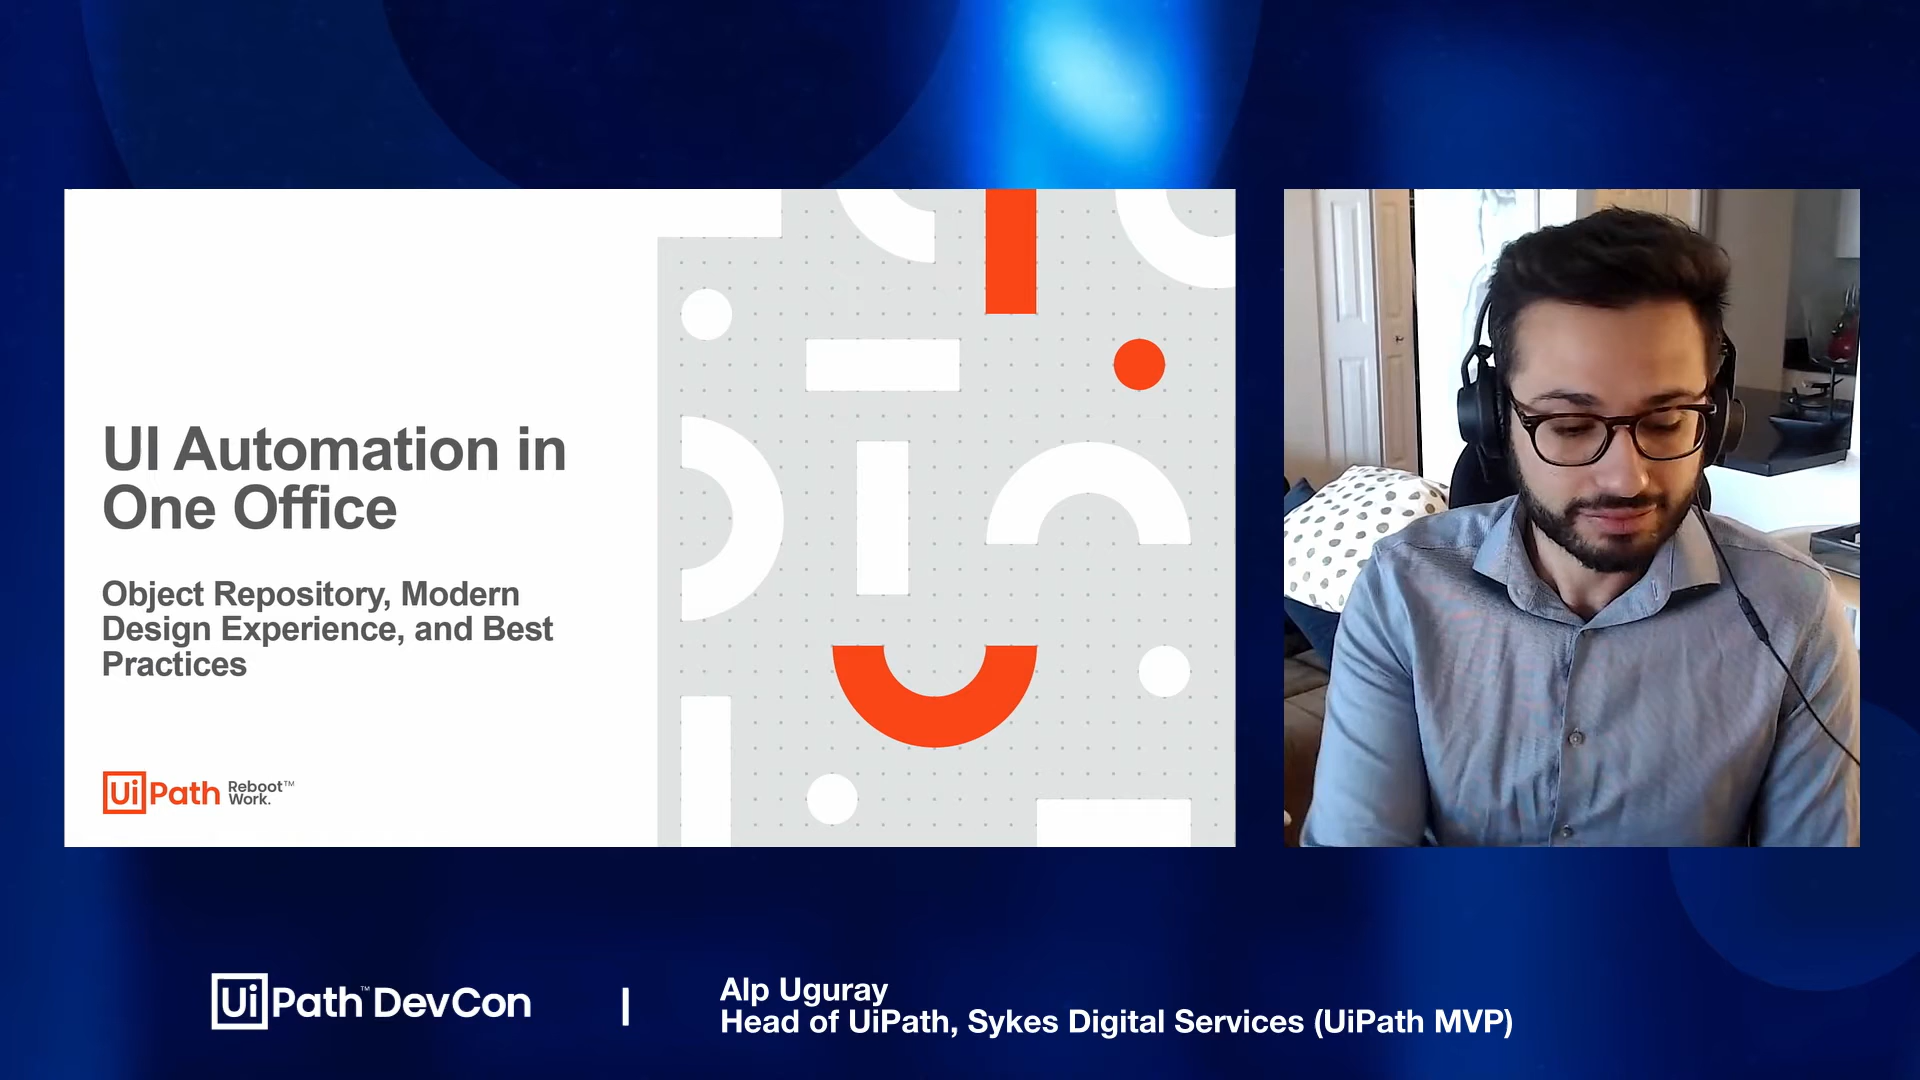 UI Automation in
One Office
Object Repository, Modern
Design Experience, and Best
Practices
UiPath Reboot™
Work.
UiPath™ DevCon | Alp Uguray
Head of UiPath, Sykes Digital Services (UiPath MVP)